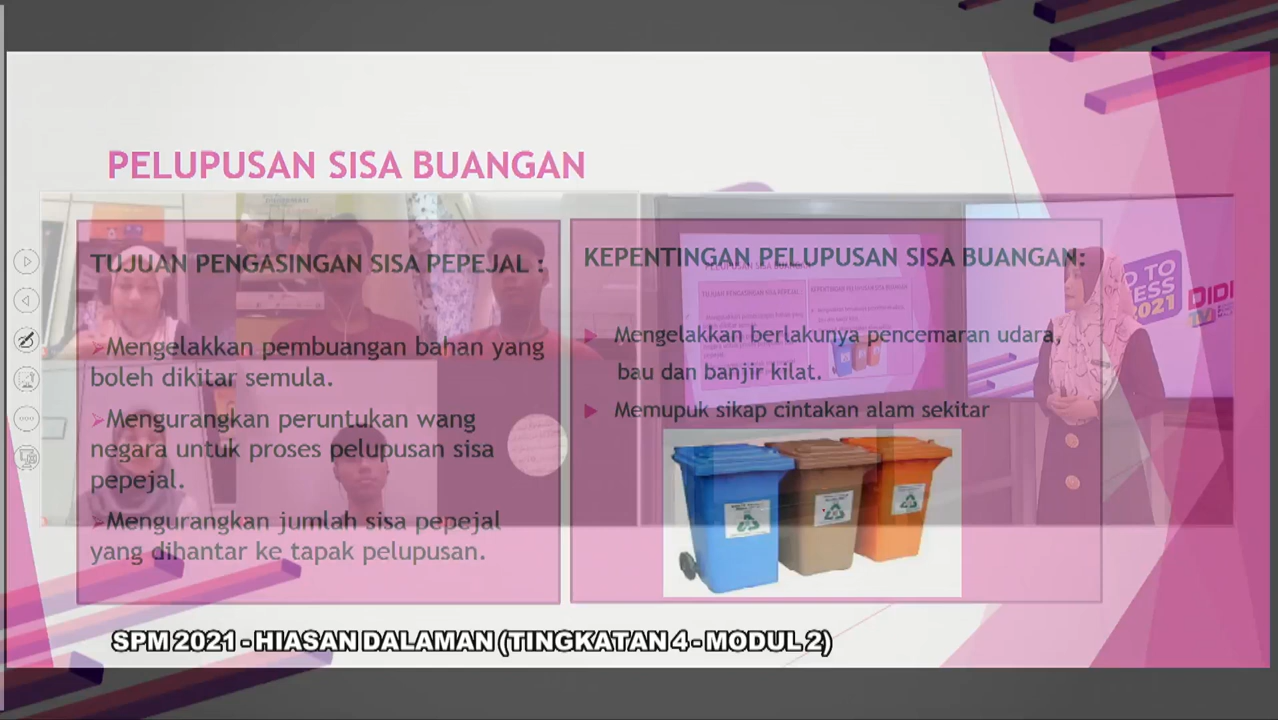 PELUPUSAN SISA BUANGAN
TUJUAN PENGASINGAN SISA PEPEJAL :
Mengelakkan pembuangan bahan yang
boleh dikitar semula.
Mengurangkan peruntukan wang
negara untuk proses pelupusan sisa
pepejal.
Mengurangkan jumlah sisa pepejal
yang dihantar ke tapak pelupusan.
KEPENTINGAN PELUPUSAN SISA BUANGAN:
Mengelakkan berlakunya pencemaran udara,
bau dan banjir kilat.
Memupuk sikap cintakan alam sekitar
2021
DIDI
TV
SPM 2021 - HIASAN DALAMAN (TINGKATAN 4 - MODUL 2)